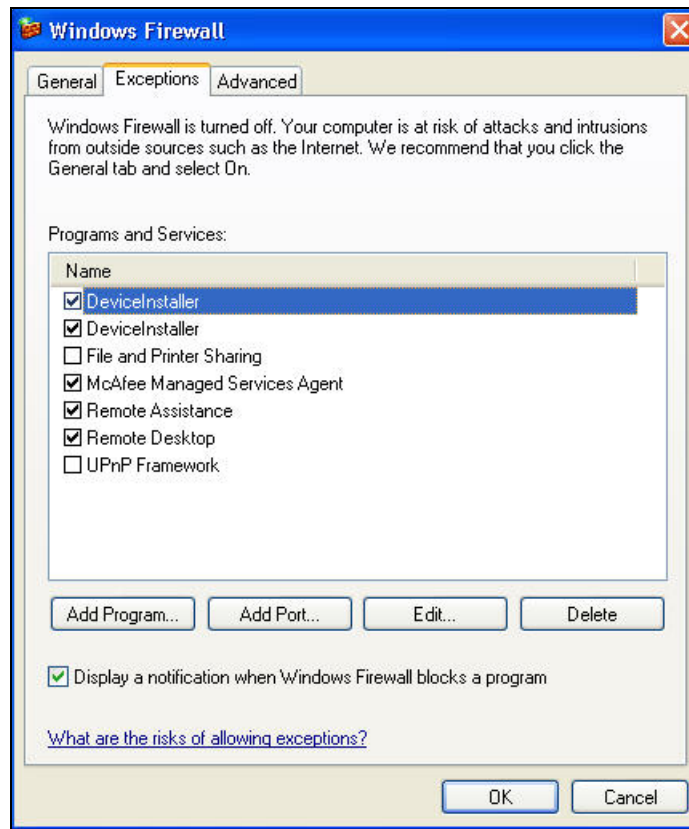 Windows Firewall
General Exceptions Advanced
Windows Firewall is turned off. Your computer is at risk of attacks and intrusions
from outside sources such as the Internet. We recommend that you click the
General tab and select On.
Programs and Services:
Name
DeviceInstaller
DeviceInstaller
File and Printer Sharing
McAfee Managed Services Agent
Remote Assistance
Remote Desktop
UPnP Framework
Add Program... Add Port... Edit... Delete
Display a notification when Windows Firewall blocks a program
What are the risks of allowing exceptions?
OK Cancel